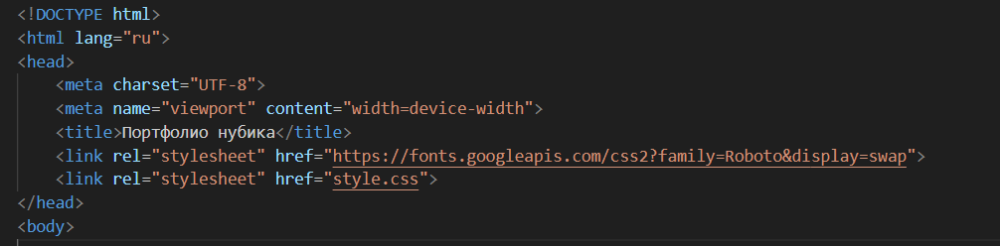 <!DOCTYPE html>
<html lang="ru">
<head>
    <meta charset="UTF-8">
    <meta name="viewport" content="width=device-width">
    <title>Портфолио нубика</title>
    <link rel="stylesheet" href="https://fonts.googleapis.com/css2?family=Roboto&display=swap">
    <link rel="stylesheet" href="style.css">
</head>
<body>